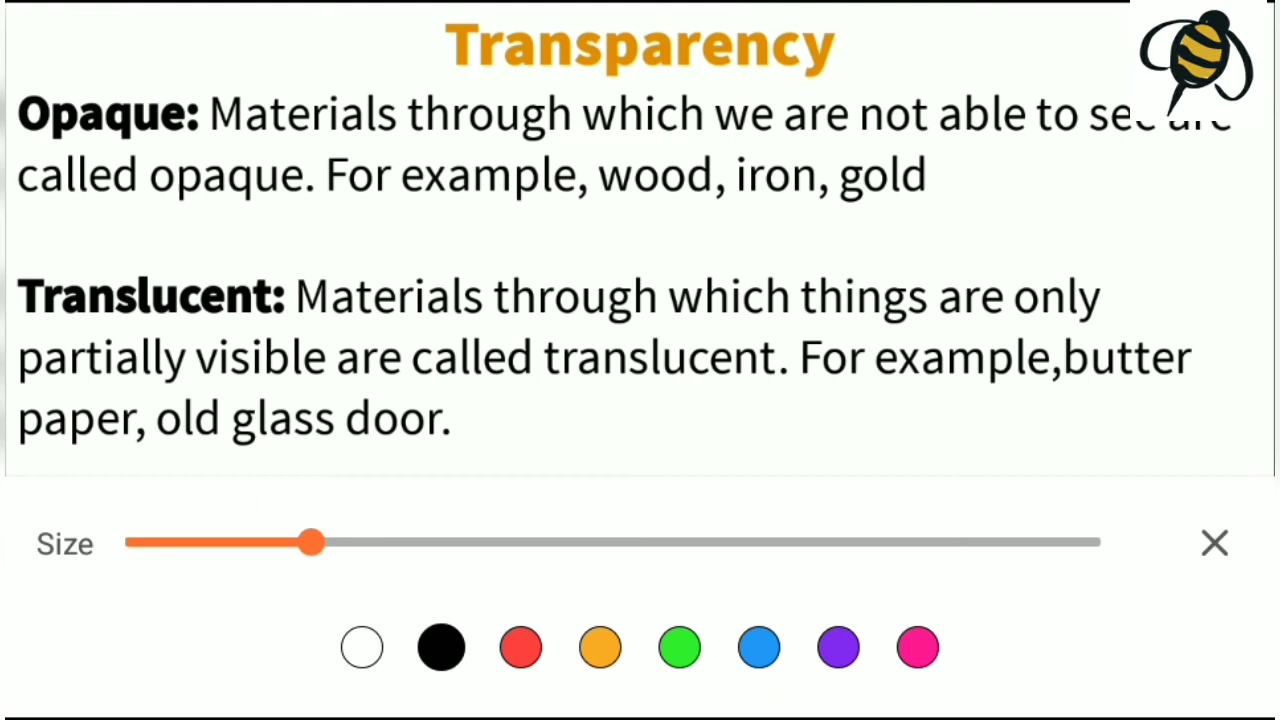 Transparency
Opaque: Materials through which we are not able to see are
called opaque. For example, wood, iron, gold
Translucent: Materials through which things are only
partially visible are called translucent. For example,butter
paper, old glass door.
Size